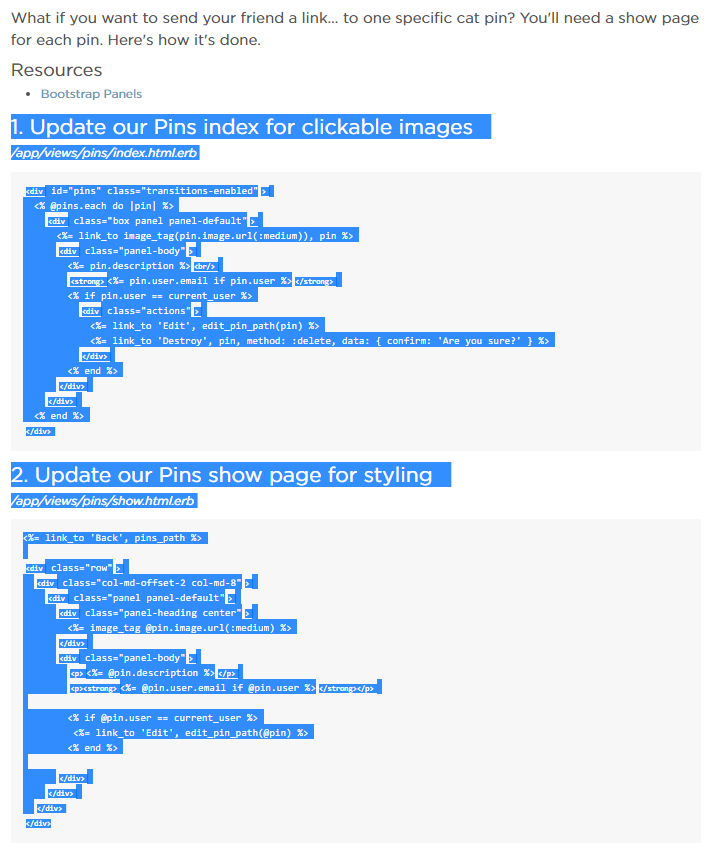 What if you want to send your friend a link... to one specific cat pin? You'll need a show page
for each pin. Here's how it's done.
Resources
• Bootstrap Panels
1. Update our Pins index for clickable images
/app/views/pins/index.html.erb
<div id="pins" class="transitions-enabled">
  <% @pins.each do |pin| %>
    <div class="box panel panel-default">
      <%= link_to image_tag(pin.image.url(:medium)), pin %>
      <div class="panel-body">
        <%= pin.description %><br/>
        <strong><%= pin.user.email if pin.user %></strong>
        <% if pin.user == current_user %>
          <div class="actions">
            <%= link_to 'Edit', edit_pin_path(pin) %>
            <%= link_to 'Destroy', pin, method: :delete, data: { confirm: 'Are you sure?' } %>
          </div>
        <% end %>
      </div>
    </div>
  <% end %>
</div>
2. Update our Pins show page for styling
/app/views/pins/show.html.erb
<%= link_to 'Back', pins_path %>
<div class="row">
  <div class="col-md-offset-2 col-md-8">
    <div class="panel panel-default">
      <div class="panel-heading center">
        <%= image_tag @pin.image.url(:medium) %>
      </div>
      <div class="panel-body">
        <p><%= @pin.description %></p>
        <p><strong><%= @pin.user.email if @pin.user %></strong></p>
        <% if @pin.user == current_user %>
         <%= link_to 'Edit', edit_pin_path(@pin) %>
        <% end %>
      </div>
    </div>
  </div>
</div>